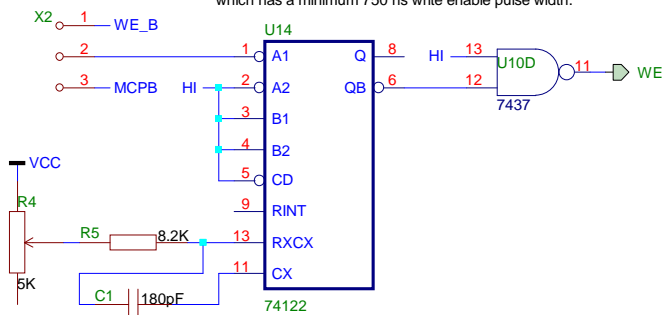 which has a minimum 750 ns write enable pulse width.
X2
1 WE_B
2
3 MCPB
U14
1 A1
HI 2 A2
3 B1
4 B2
5 CD
9 RINT
13 RXCX
11 CX
Q 8
QB 6
74122
HI 13
12
U10D
11 WE
7437
VCC
R4
5K
R5 8.2K
C1 180pF